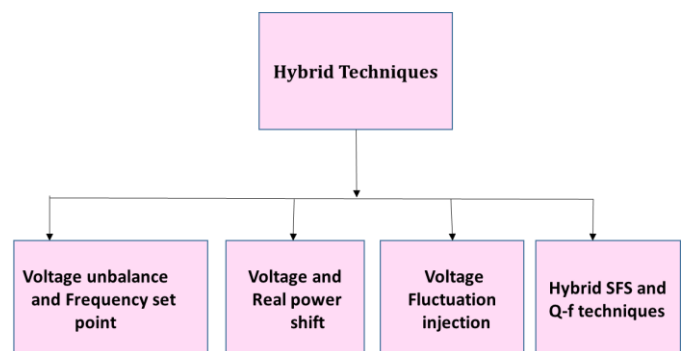 Hybrid Techniques
Voltage unbalance
and Frequency set
point
Voltage and
Real power
shift
Voltage
Fluctuation
injection
Hybrid SFS and
Q-f techniques